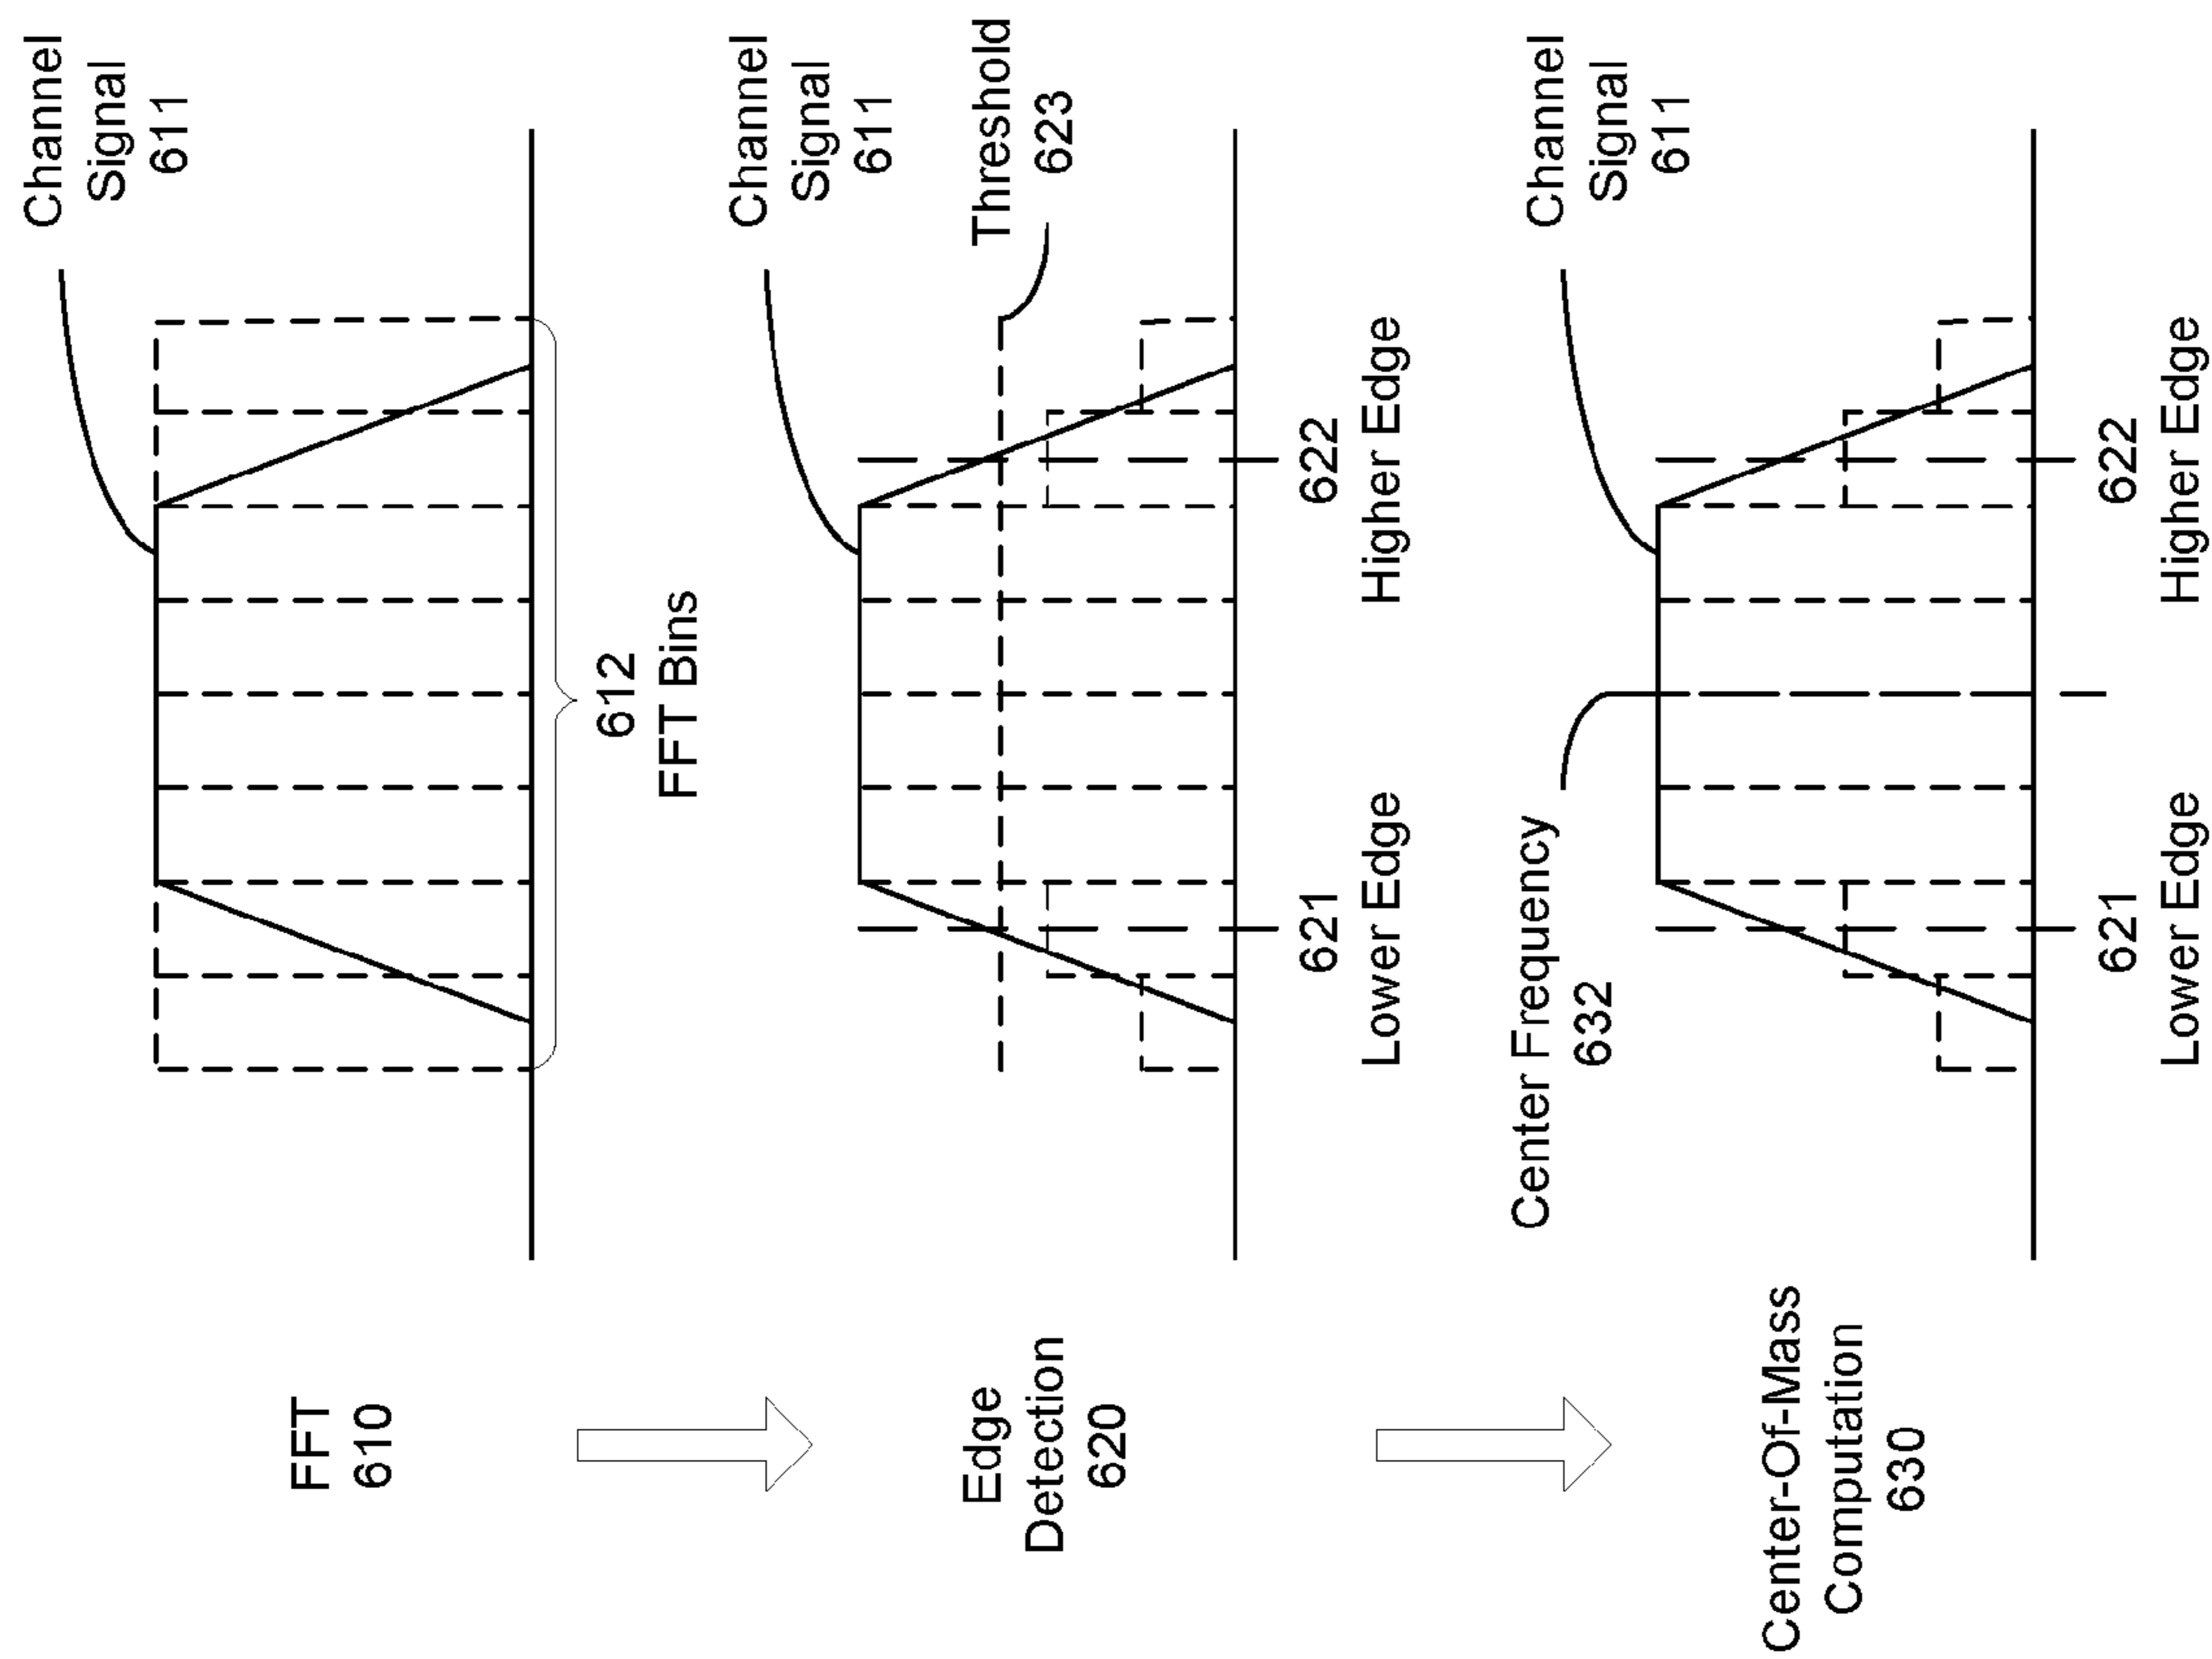 FFT
610
Channel
Signal
611
612
FFT Bins
Edge
Detection
620
Channel
Signal
611
Threshold
623
621
Lower Edge
622
Higher Edge
Center-Of-Mass
Computation
630
Center Frequency
632
Channel
Signal
611
621
Lower Edge
622
Higher Edge